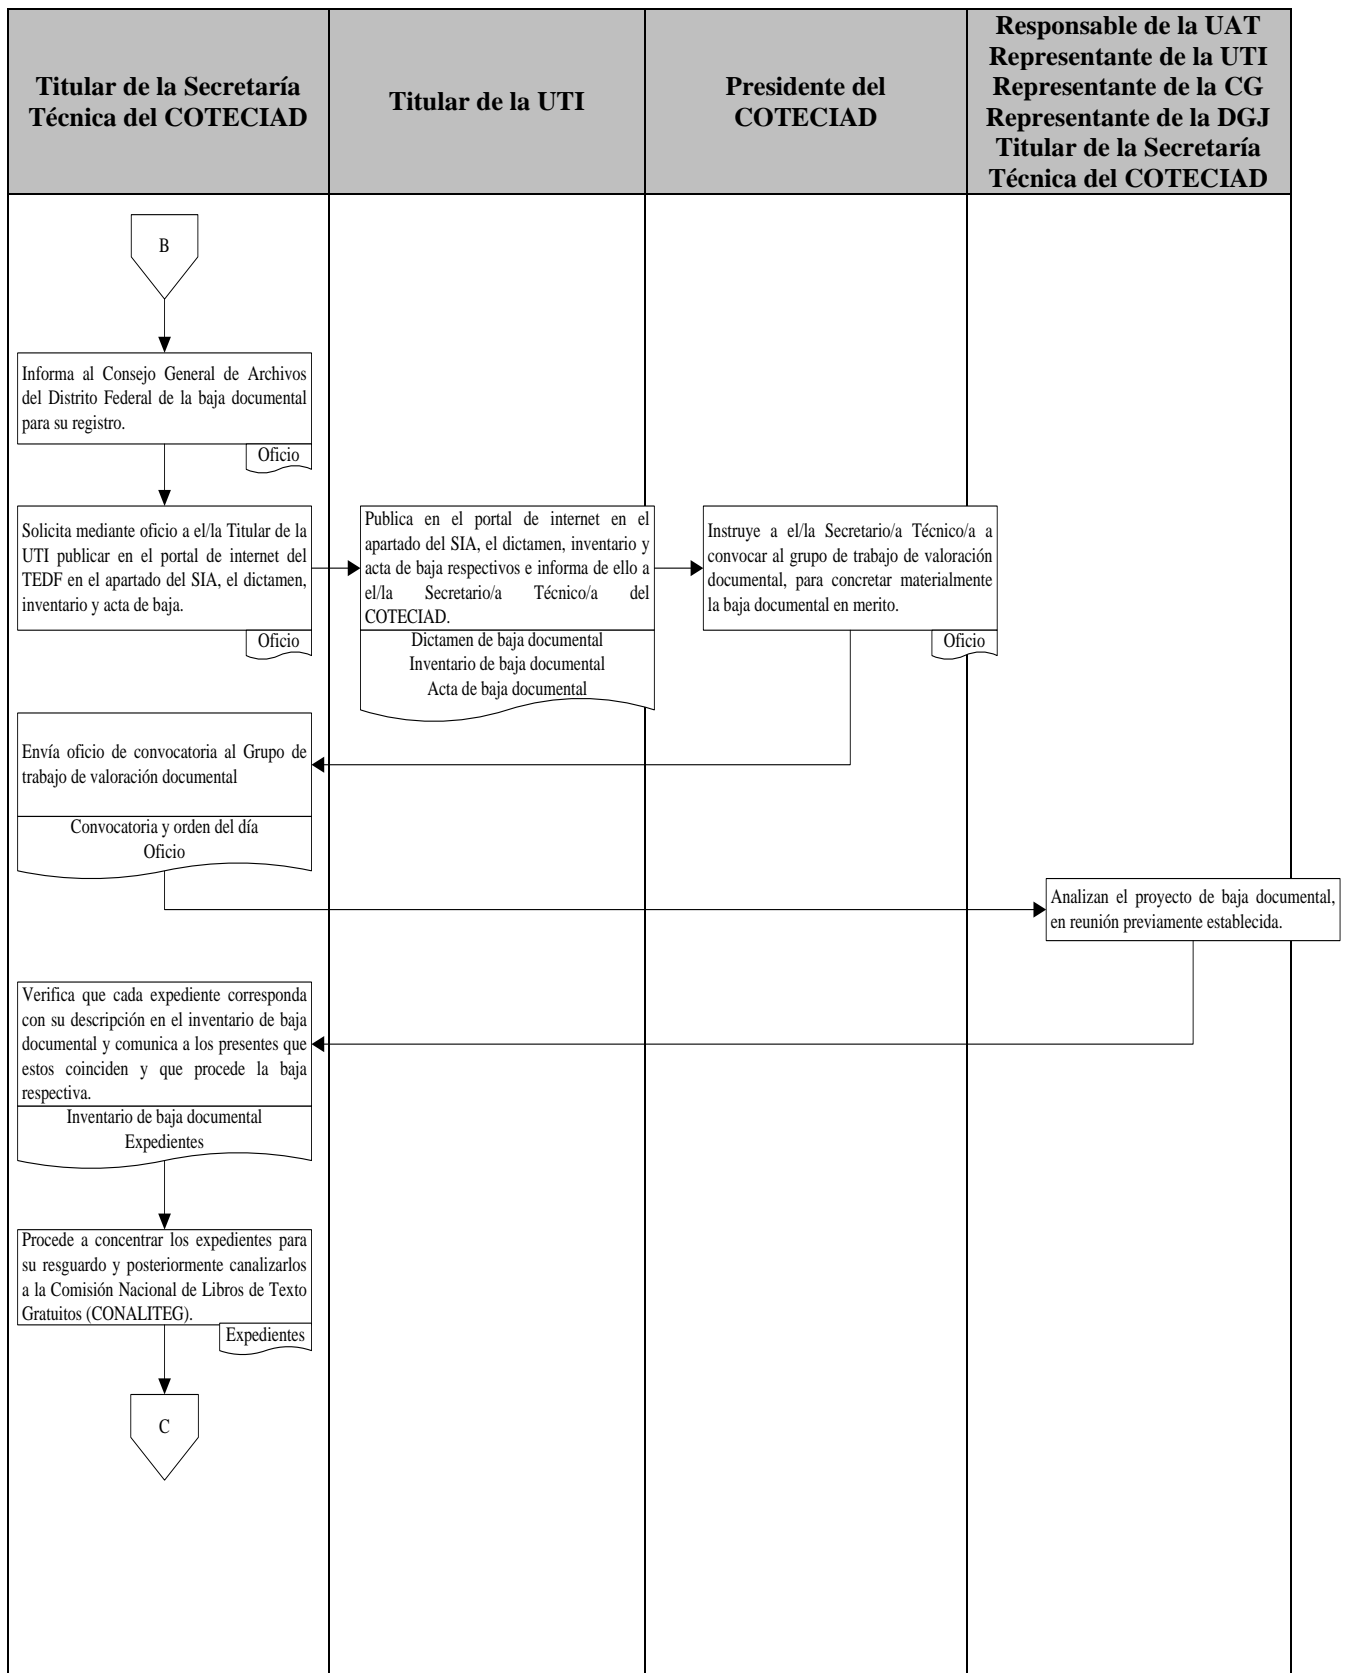 Titular de la Secretaría
Técnica del COTECIAD
Titular de la UTI
Presidente del
COTECIAD
Responsable de la UAT
Representante de la UTI
Representante de la CG
Representante de la DGJ
Titular de la Secretaría
Técnica del COTECIAD
B
Informa al Consejo General de Archivos
del Distrito Federal de la baja documental
para su registro.
Oficio
Solicita mediante oficio a el/la Titular de la
UTI publicar en el portal de internet del
TEDF en el apartado del SIA, el dictamen,
inventario y acta de baja.
Oficio
Publica en el portal de internet en el
apartado del SIA, el dictamen, inventario y
acta de baja respectivos e informa de ello a
el/la Secretario/a Técnico/a del
COTECIAD.
Dictamen de baja documental
Inventario de baja documental
Acta de baja documental
Instruye a el/la Secretario/a Técnico/a a
convocar al grupo de trabajo de valoración
documental, para concretar materialmente
la baja documental en merito.
Oficio
Envía oficio de convocatoria al Grupo de
trabajo de valoración documental
Convocatoria y orden del día
Oficio
Analizan el proyecto de baja documental,
en reunión previamente establecida.
Verifica que cada expediente corresponda
con su descripción en el inventario de baja
documental y comunica a los presentes que
estos coinciden y que procede la baja
respectiva.
Inventario de baja documental
Expedientes
Procede a concentrar los expedientes para
su resguardo y posteriormente canalizarlos
a la Comisión Nacional de Libros de Texto
Gratuitos (CONALITEG).
Expedientes
C